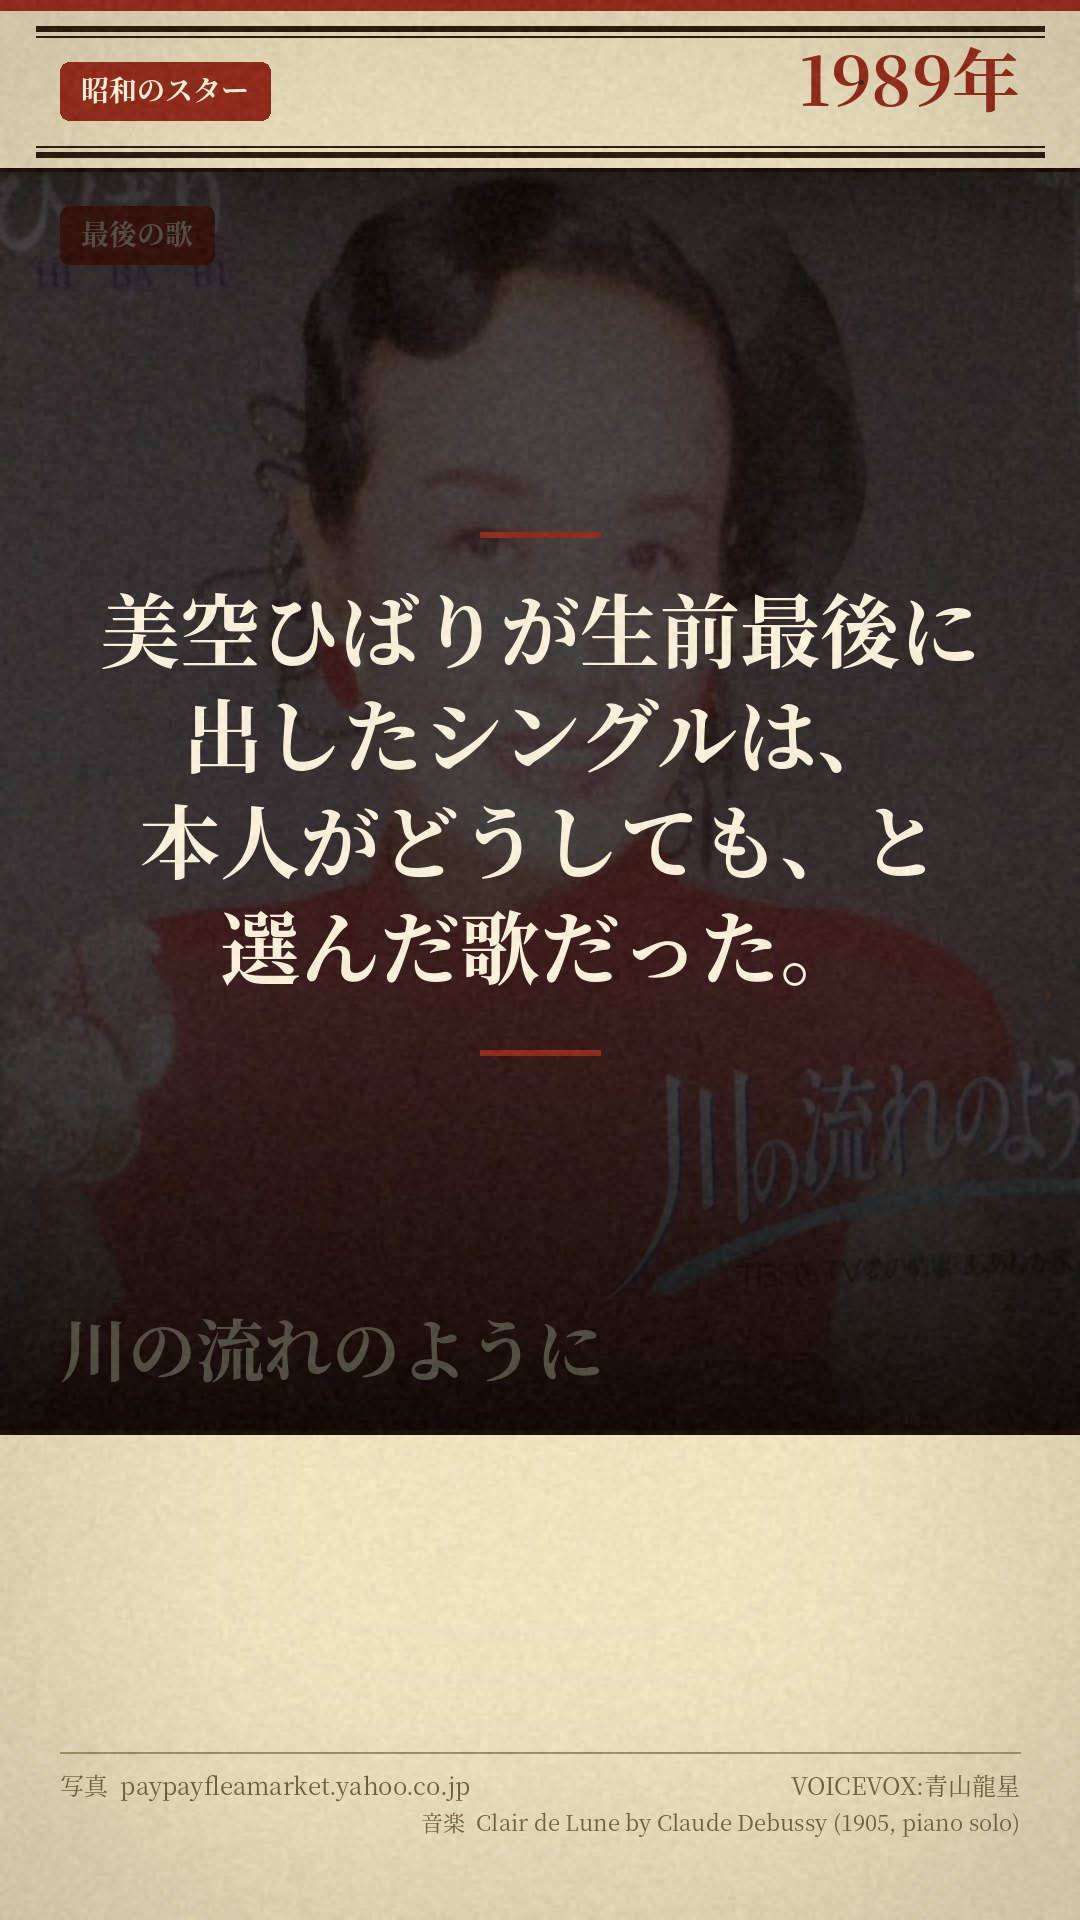 昭和のスター
1989年
ひばり
最後の歌
美空ひばりが生前最後に
出したシングルは、
本人がどうしても、と
選んだ歌だった。
川の流れのよう
川の流れのように
写真 paypayfleamarket.yahoo.co.jp
VOICEVOX:青山龍星
音楽 Clair de Lune by Claude Debussy (1905, piano solo)